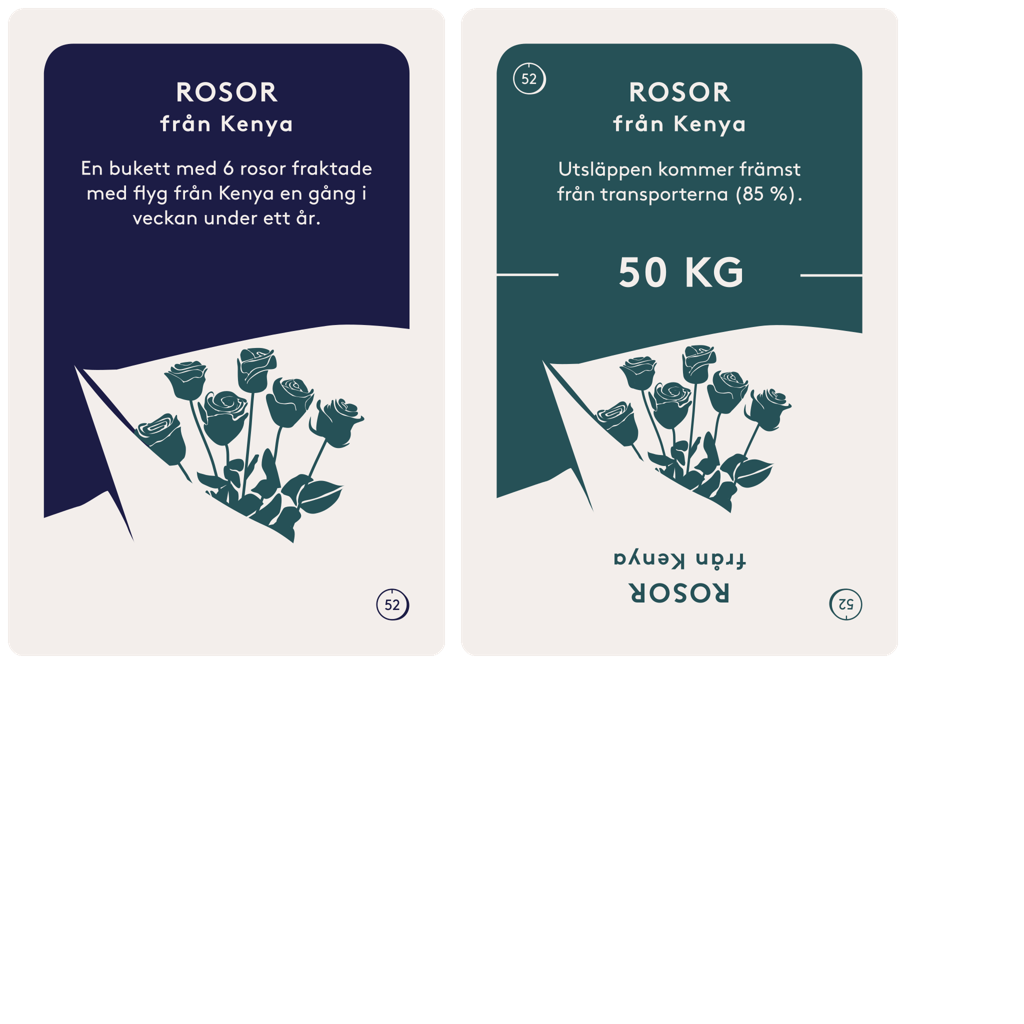 ROSOR
från Kenya
En bukett med 6 rosor fraktade
med flyg från Kenya en gång i
veckan under ett år.
52
52
ROSOR
från Kenya
Utsläppen kommer främst
från transporterna (85 %).
50 KG
ROSOR
från Kenya
52